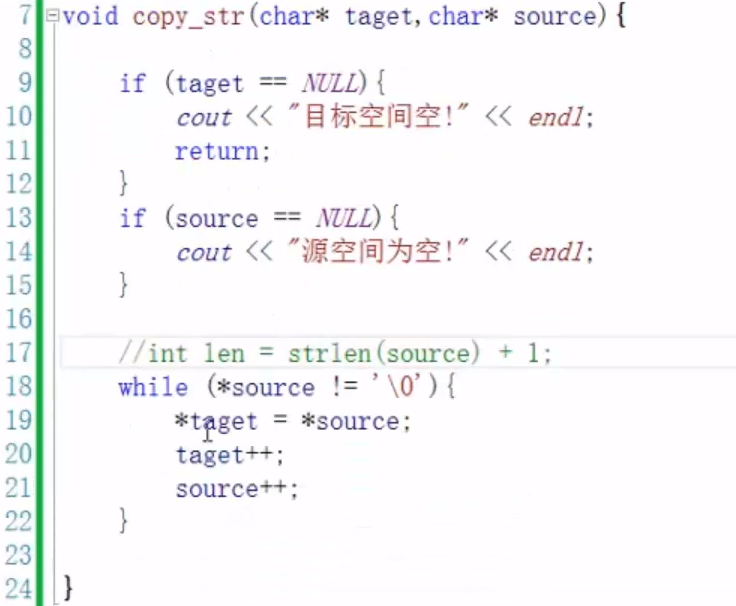 7 void copy_str(char* taget,char* source){
8
9 if (taget == NULL){
10 cout << "目标空间空!" << endl;
11 return;
12 }
13 if (source == NULL){
14 cout << "源空间为空!" << endl;
15 }
16
17 //int len = strlen(source) + 1;
18 while (*source != '\0'){
19 *taget = *source;
20 taget++;
21 source++;
22 }
23
24 }